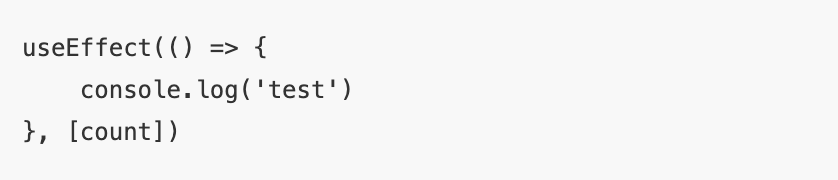 useEffect(() => {
    console.log('test')
}, [count])